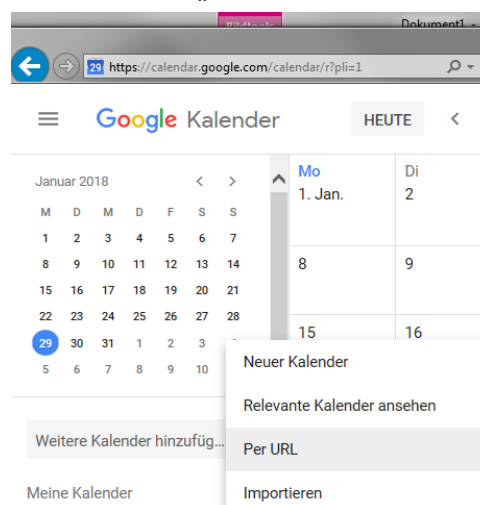 Bildtools
Dokument1 -
29 https://calendar.google.com/calendar/r?pli=1
Google Kalender
HEUTE
Januar 2018
M D M D F S S
1 2 3 4 5 6 7
8 9 10 11 12 13 14
15 16 17 18 19 20 21
22 23 24 25 26 27 28
29 30 31 1 2 3
5 6 7 8 9 10
Mo Di
1. Jan. 2
8 9
15 16
Neuer Kalender
Relevante Kalender ansehen
Per URL
Importieren
Weitere Kalender hinzufüg...
Meine Kalender